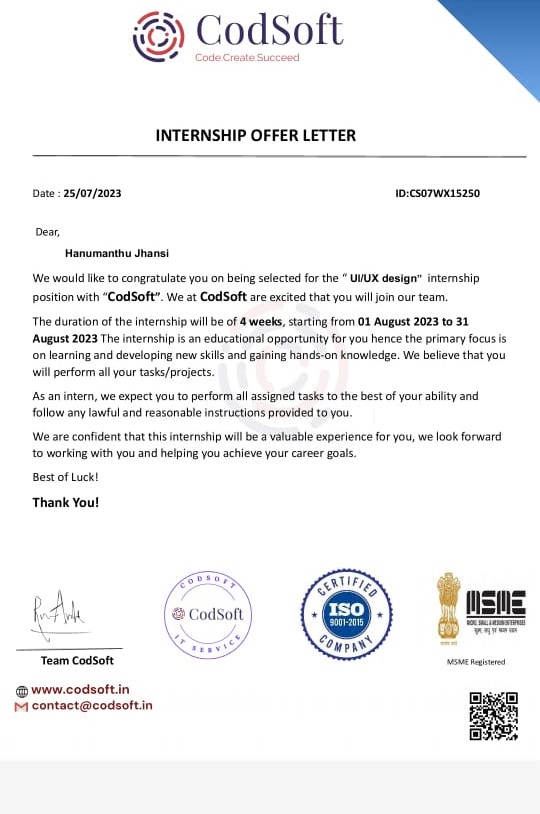 CodSoft
Code.Create.Succeed
INTERNSHIP OFFER LETTER
Date : 25/07/2023
ID:CS07WX15250
Dear,
Hanumanthu Jhansi
We would like to congratulate you on being selected for the “ UI/UX design" internship
position with “CodSoft”. We at CodSoft are excited that you will join our team.
The duration of the internship will be of 4 weeks, starting from 01 August 2023 to 31
August 2023 The internship is an educational opportunity for you hence the primary focus is
on learning and developing new skills and gaining hands-on knowledge. We believe that you
will perform all your tasks/projects.
As an intern, we expect you to perform all assigned tasks to the best of your ability and
follow any lawful and reasonable instructions provided to you.
We are confident that this internship will be a valuable experience for you, we look forward
to working with you and helping you achieve your career goals.
Best of Luck!
Thank You!
CODSOFT
CodSoft
IT SERVICE
CERTIFIED
ISO
9001-2015
COMPANY
MSME
MICRO, SMALL & MEDIUM ENTERPRISES
सूक्ष्म, लघु एवं मध्यम उद्यम
Team CodSoft
MSME Registered
www.codsoft.in
contact@codsoft.in